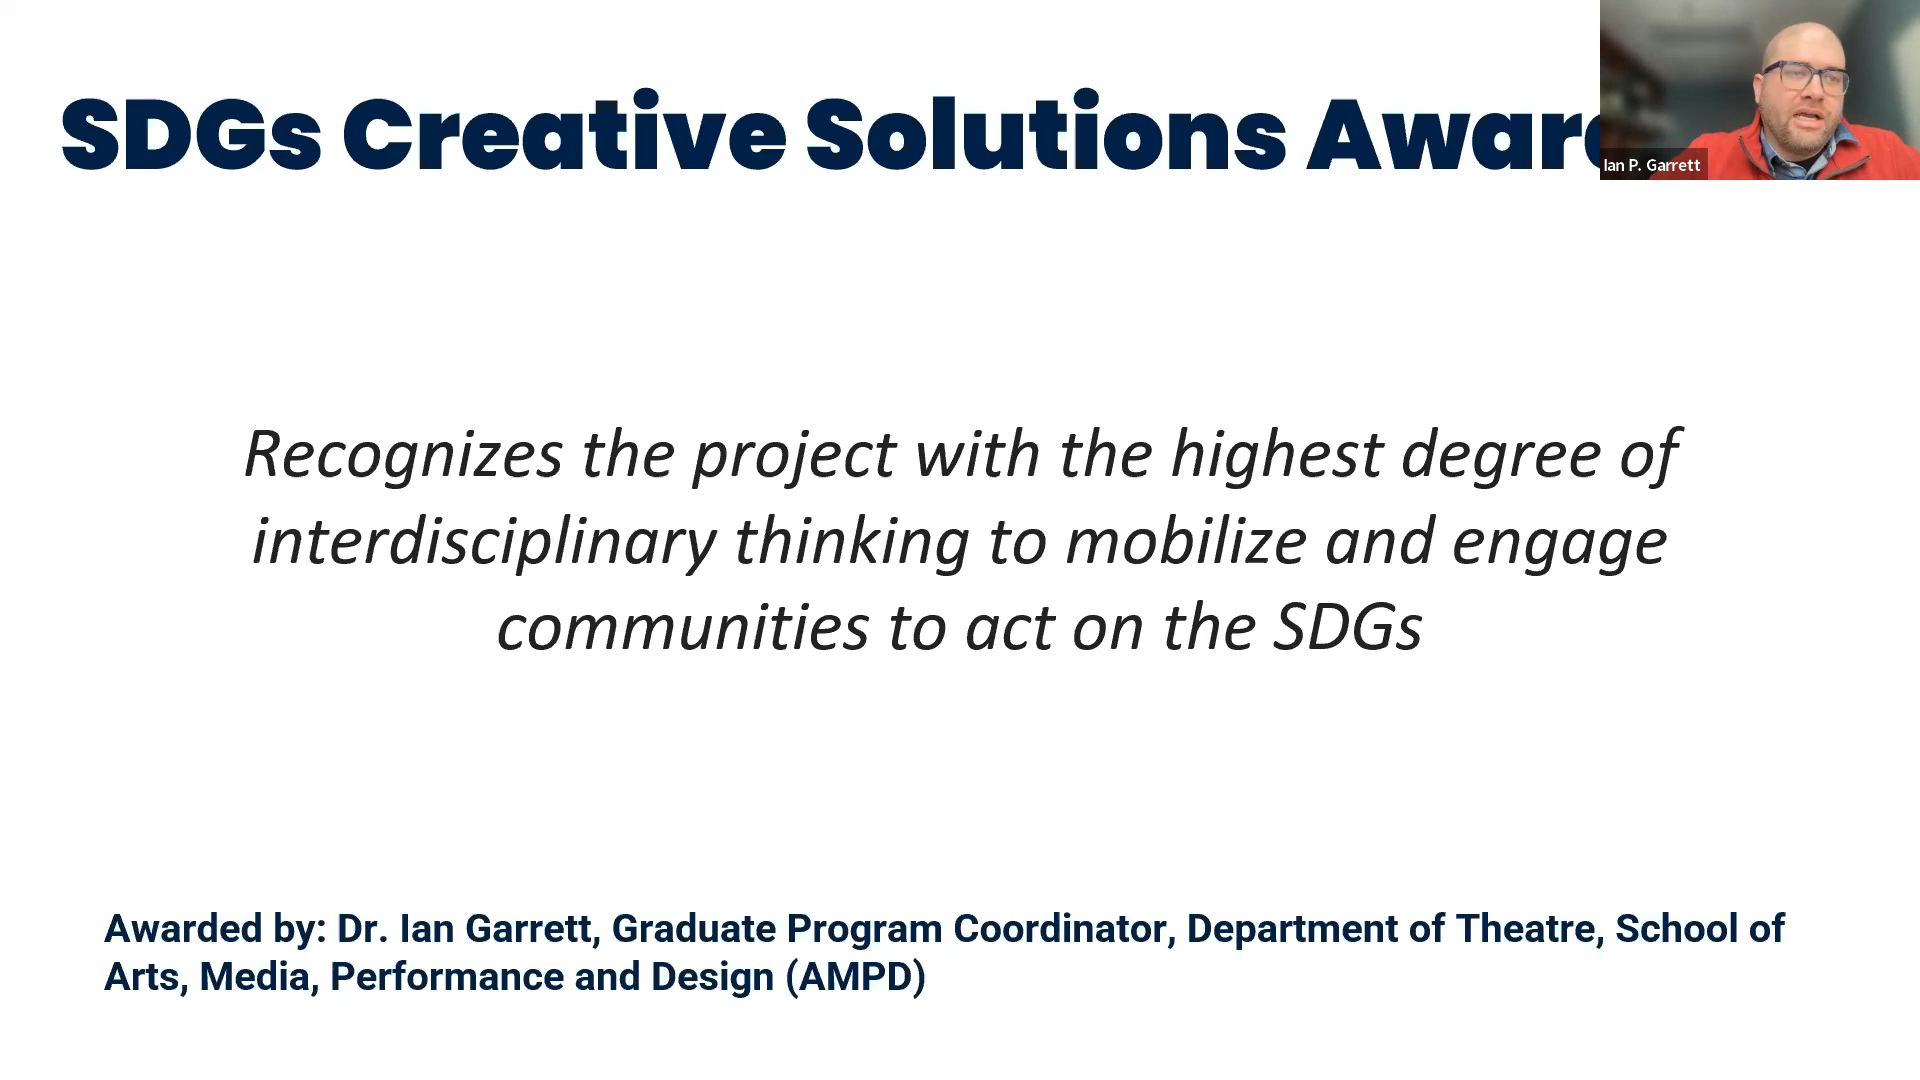 SDGs Creative Solutions Awar
Ian P. Garrett
Recognizes the project with the highest degree of
interdisciplinary thinking to mobilize and engage
communities to act on the SDGs
Awarded by: Dr. Ian Garrett, Graduate Program Coordinator, Department of Theatre, School of
Arts, Media, Performance and Design (AMPD)